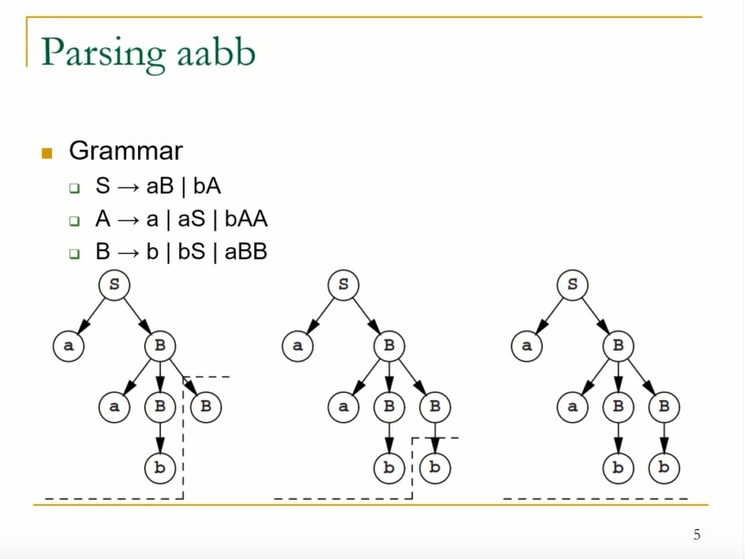 Parsing aabb
Grammar
S → aB | bA
A → a | aS | bAA
B → b | bS | aBB
S S S
a B a B a B
a B B a B B a B B
b b b b b
5